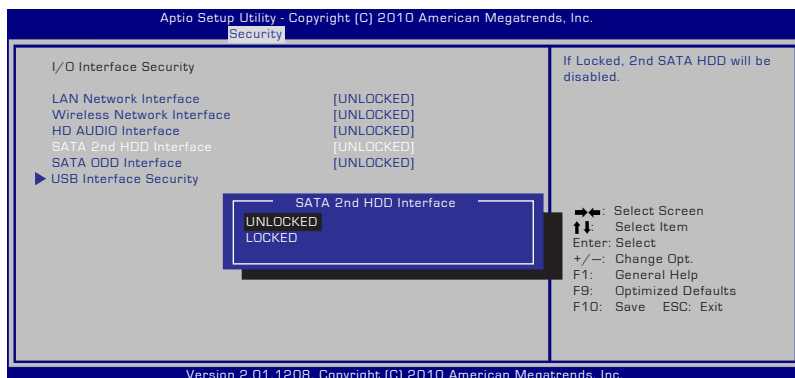 Aptio Setup Utility - Copyright (C) 2010 American Megatrends, Inc.
Security
I/O Interface Security
LAN Network Interface [UNLOCKED]
Wireless Network Interface [UNLOCKED]
HD AUDIO Interface [UNLOCKED]
SATA 2nd HDD Interface [UNLOCKED]
SATA ODD Interface [UNLOCKED]
USB Interface Security
SATA 2nd HDD Interface
UNLOCKED
LOCKED
If Locked, 2nd SATA HDD will be
disabled.
→←: Select Screen
↑↓: Select Item
Enter: Select
+/—: Change Opt.
F1: General Help
F9: Optimized Defaults
F10: Save ESC: Exit
Version 2.01.1208. Copyright (C) 2010 American Megatrends, Inc.